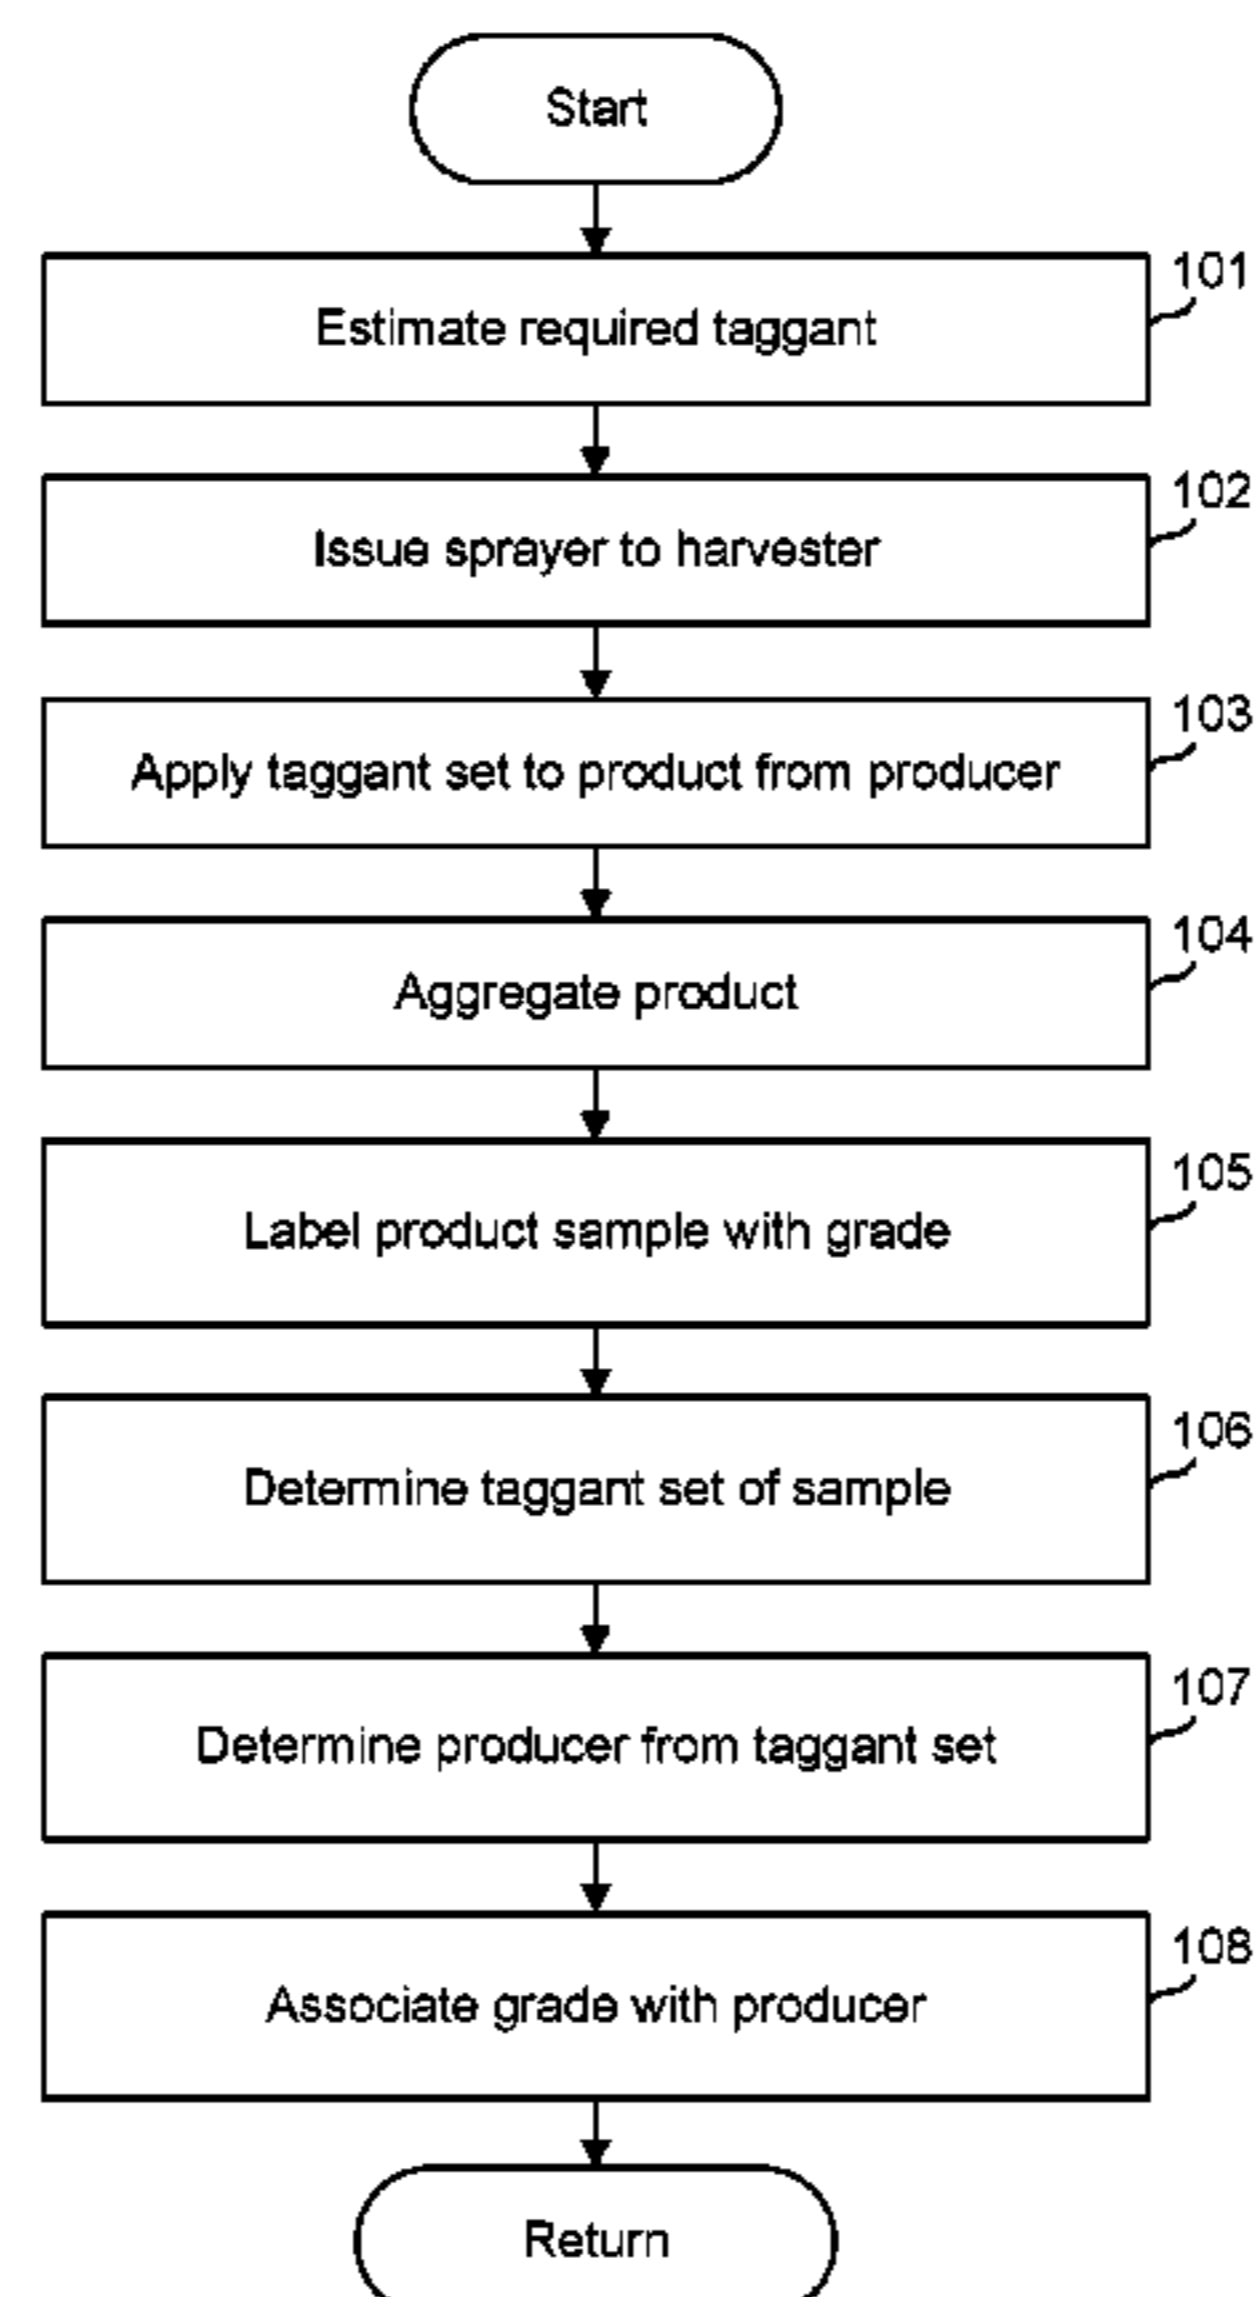 Start
101
Estimate required taggant
102
Issue sprayer to harvester
103
Apply taggant set to product from producer
104
Aggregate product
105
Label product sample with grade
106
Determine taggant set of sample
107
Determine producer from taggant set
108
Associate grade with producer
Return